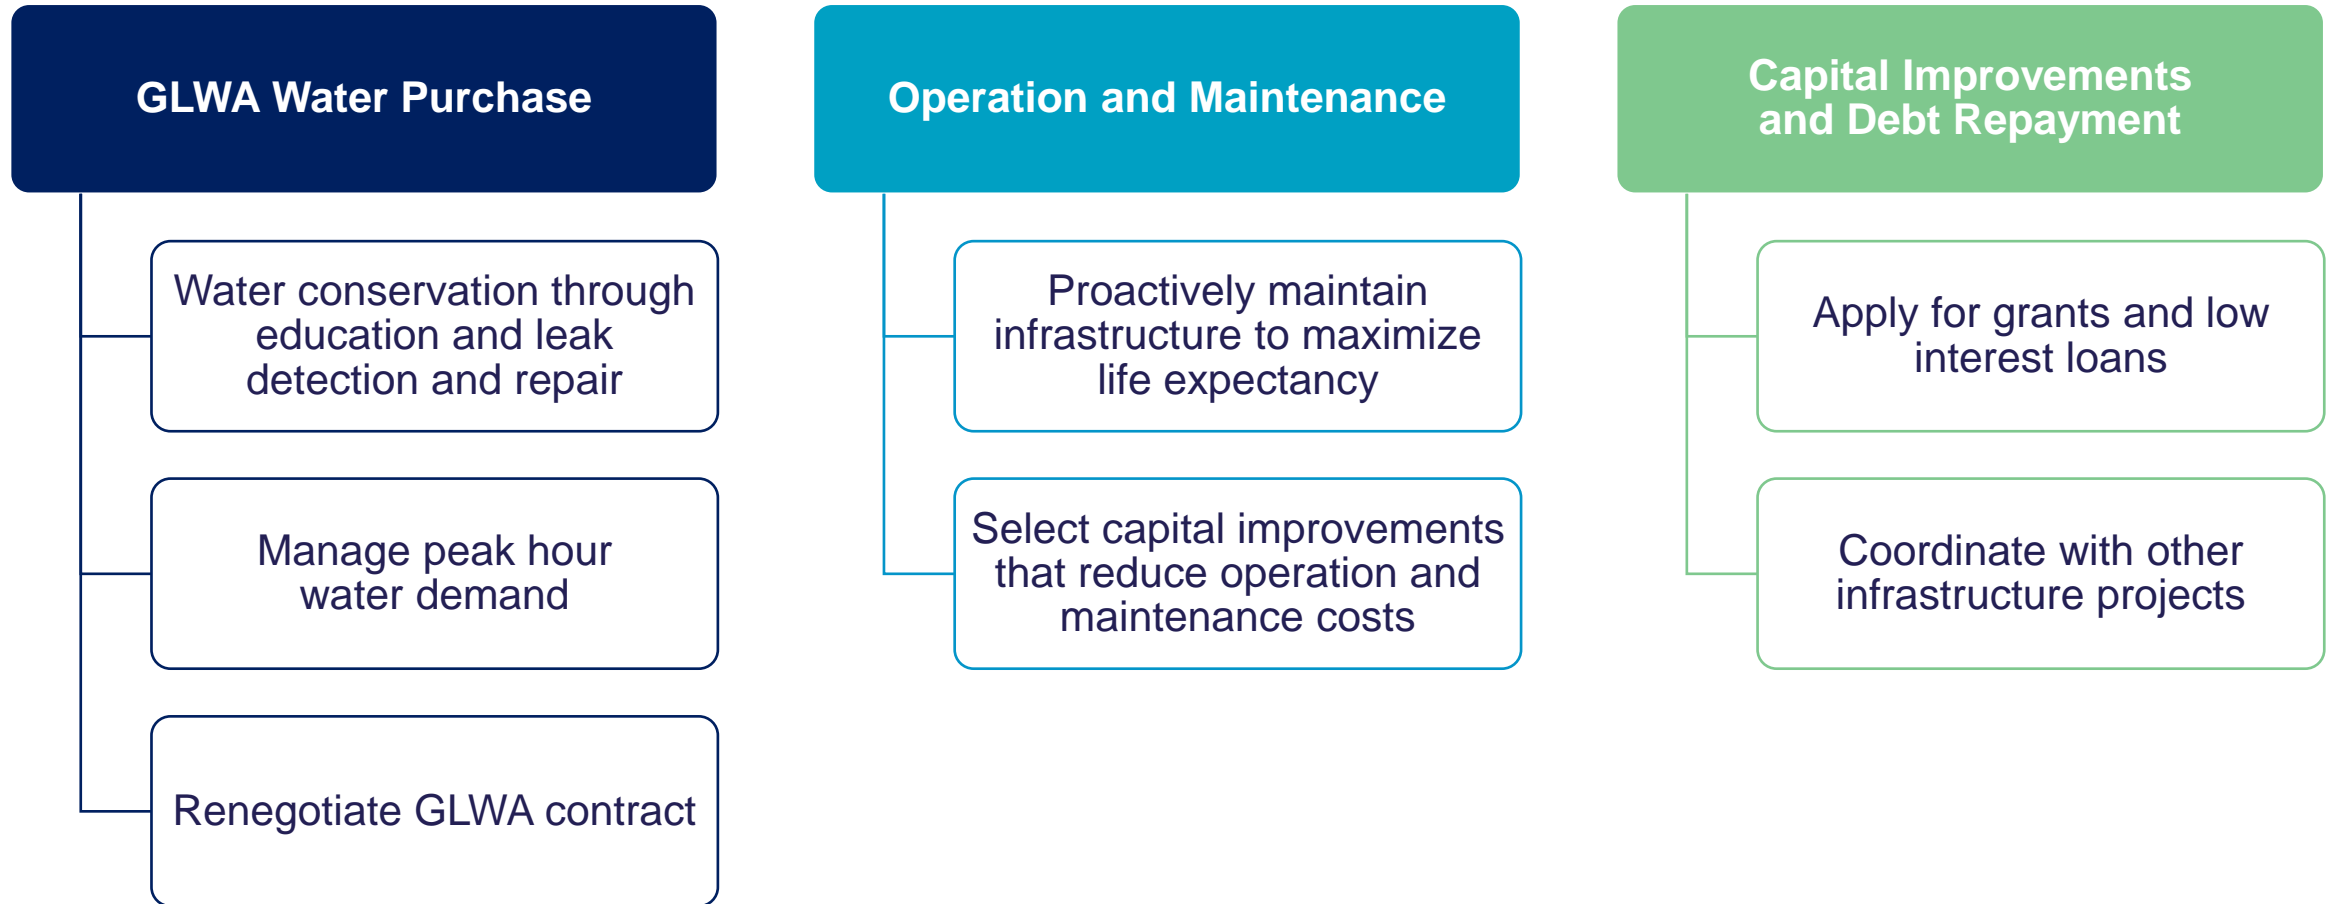 GLWA Water Purchase
Water conservation through
education and leak
detection and repair
Manage peak hour
water demand
Renegotiate GLWA contract
Operation and Maintenance
Proactively maintain
infrastructure to maximize
life expectancy
Select capital improvements
that reduce operation and
maintenance costs
Capital Improvements
and Debt Repayment
Apply for grants and low
interest loans
Coordinate with other
infrastructure projects